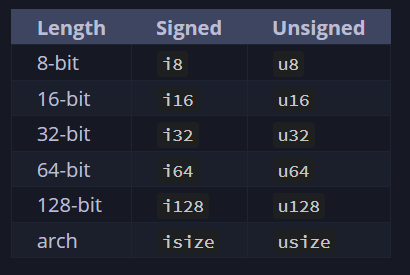 Length Signed Unsigned
8-bit i8 u8
16-bit i16 u16
32-bit i32 u32
64-bit i64 u64
128-bit i128 u128
arch isize usize